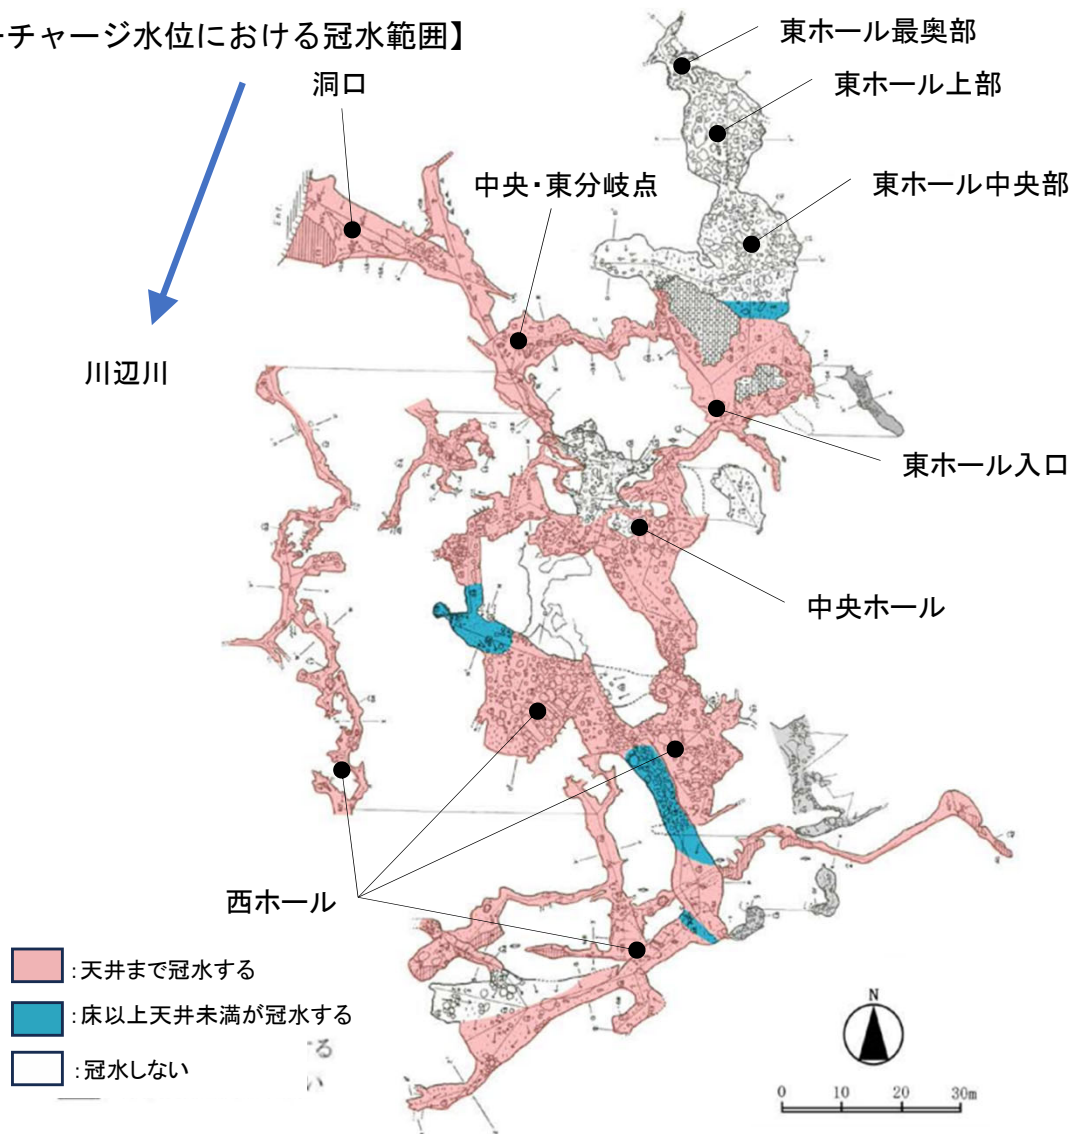 ーチャージ水位における冠水範囲】
東ホール最奥部
洞口
東ホール上部
中央・東分岐点
東ホール中央部
川辺川
東ホール入口
中央ホール
西ホール
：天井まで冠水する
：床以上天井未満が冠水する
：冠水しない
る
い
N
0 10 20 30m